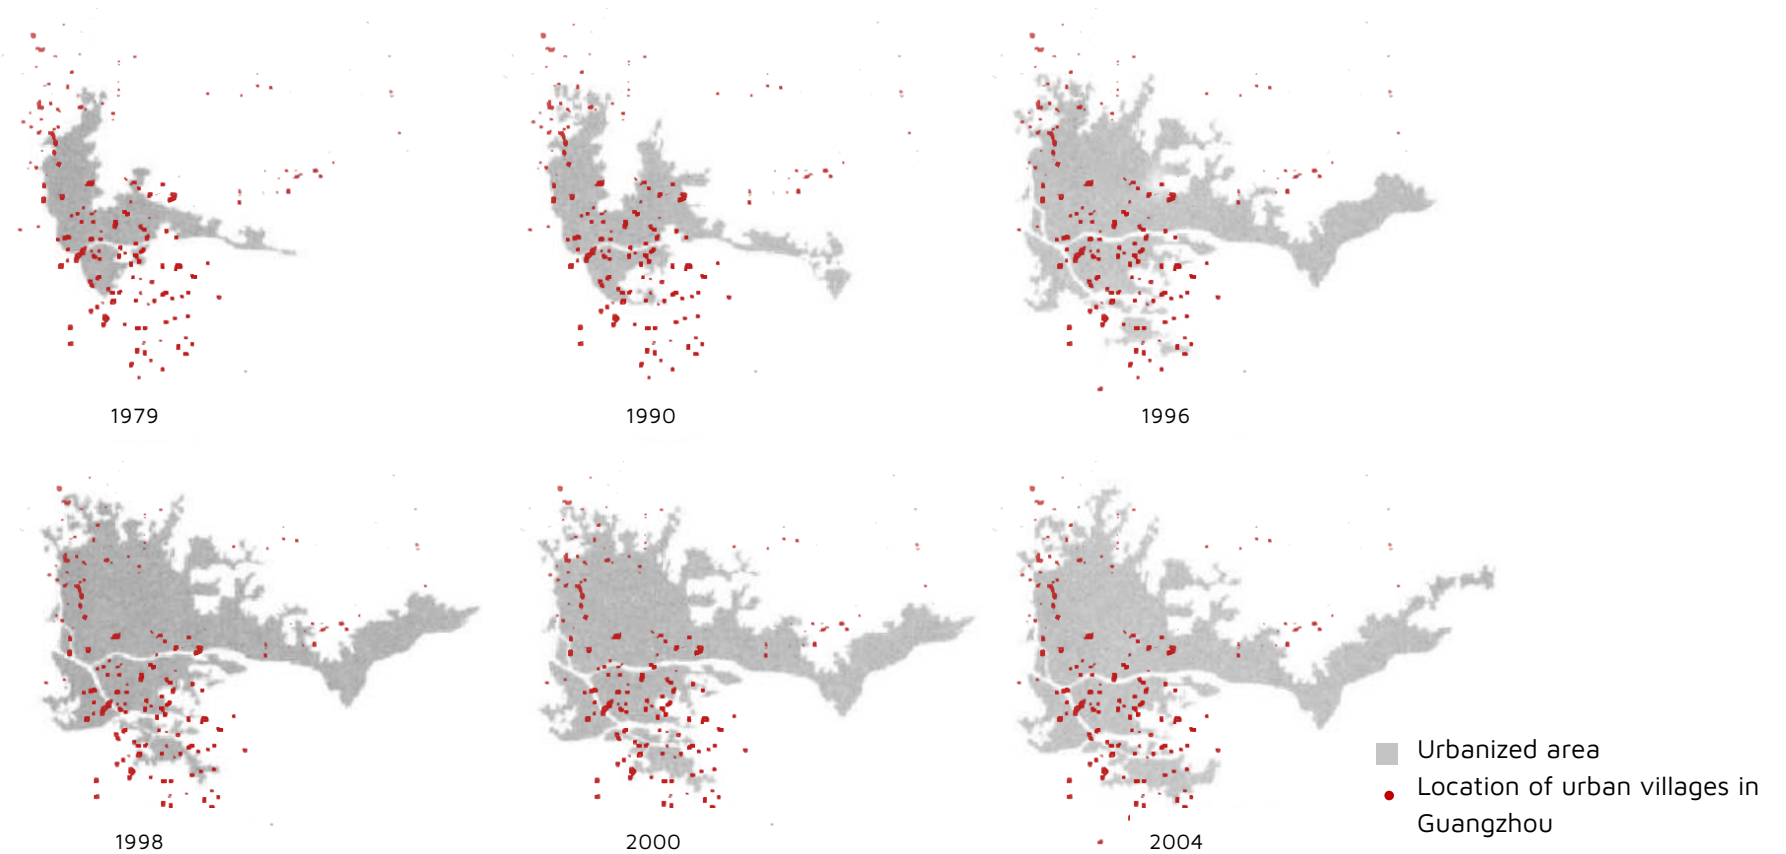 1979
1990
1996
1998
2000
2004
Urbanized area
Location of urban villages in
Guangzhou